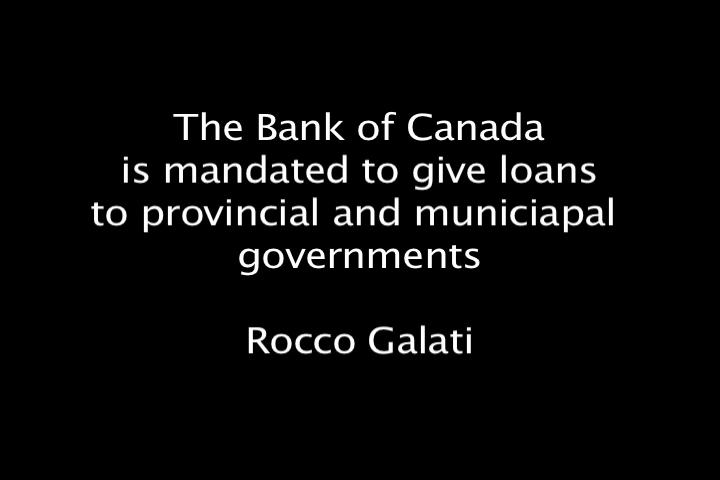 The Bank of Canada
is mandated to give loans
to provincial and municiapal
governments
Rocco Galati